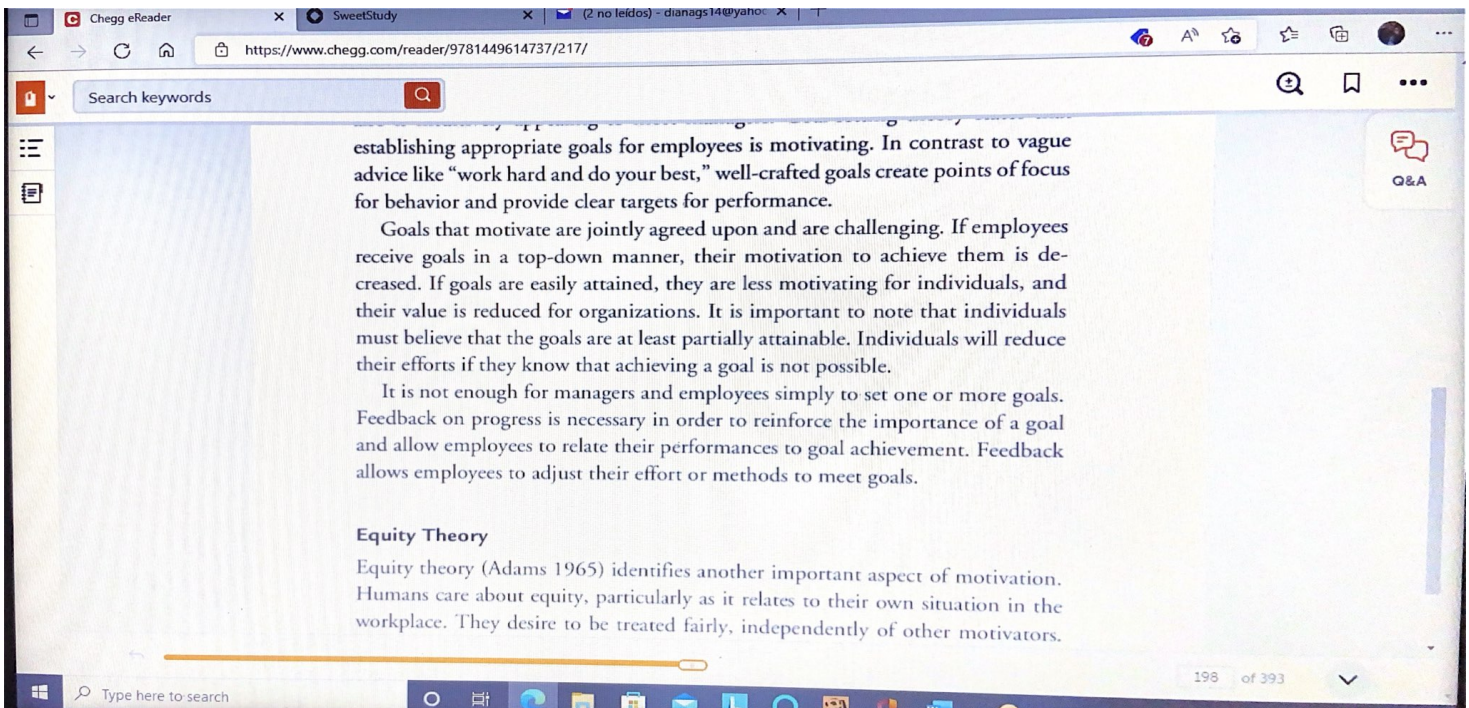 Chegg eReader
SweetStudy
(2 no leídos) - dianags14@yahoo
https://www.chegg.com/reader/9781449614737/217/
Search keywords
Q&A
establishing appropriate goals for employees is motivating. In contrast to vague
advice like “work hard and do your best,” well-crafted goals create points of focus
for behavior and provide clear targets for performance.
Goals that motivate are jointly agreed upon and are challenging. If employees
receive goals in a top-down manner, their motivation to achieve them is de-
creased. If goals are easily attained, they are less motivating for individuals, and
their value is reduced for organizations. It is important to note that individuals
must believe that the goals are at least partially attainable. Individuals will reduce
their efforts if they know that achieving a goal is not possible.
It is not enough for managers and employees simply to set one or more goals.
Feedback on progress is necessary in order to reinforce the importance of a goal
and allow employees to relate their performances to goal achievement. Feedback
allows employees to adjust their effort or methods to meet goals.
Equity Theory
Equity theory (Adams 1965) identifies another important aspect of motivation.
Humans care about equity, particularly as it relates to their own situation in the
workplace. They desire to be treated fairly, independently of other motivators.
198 of 393
Type here to search